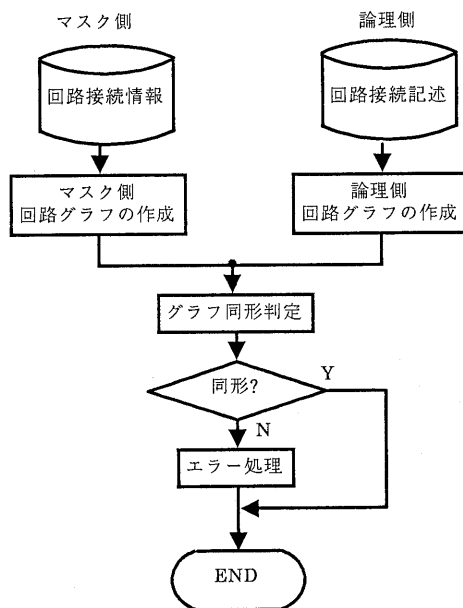 マスク側
論理側
回路接続情報
回路接続記述
マスク側
回路グラフの作成
論理側
回路グラフの作成
グラフ同形判定
同形?
Y
N
エラー処理
END